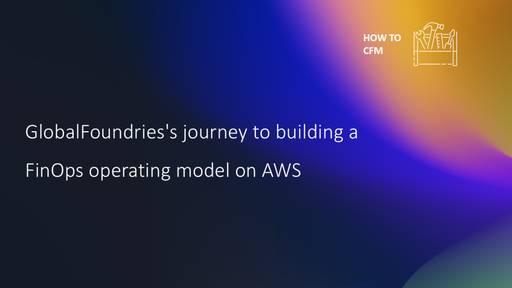 HOW TO
CFM
GlobalFoundries's journey to building a
FinOps operating model on AWS